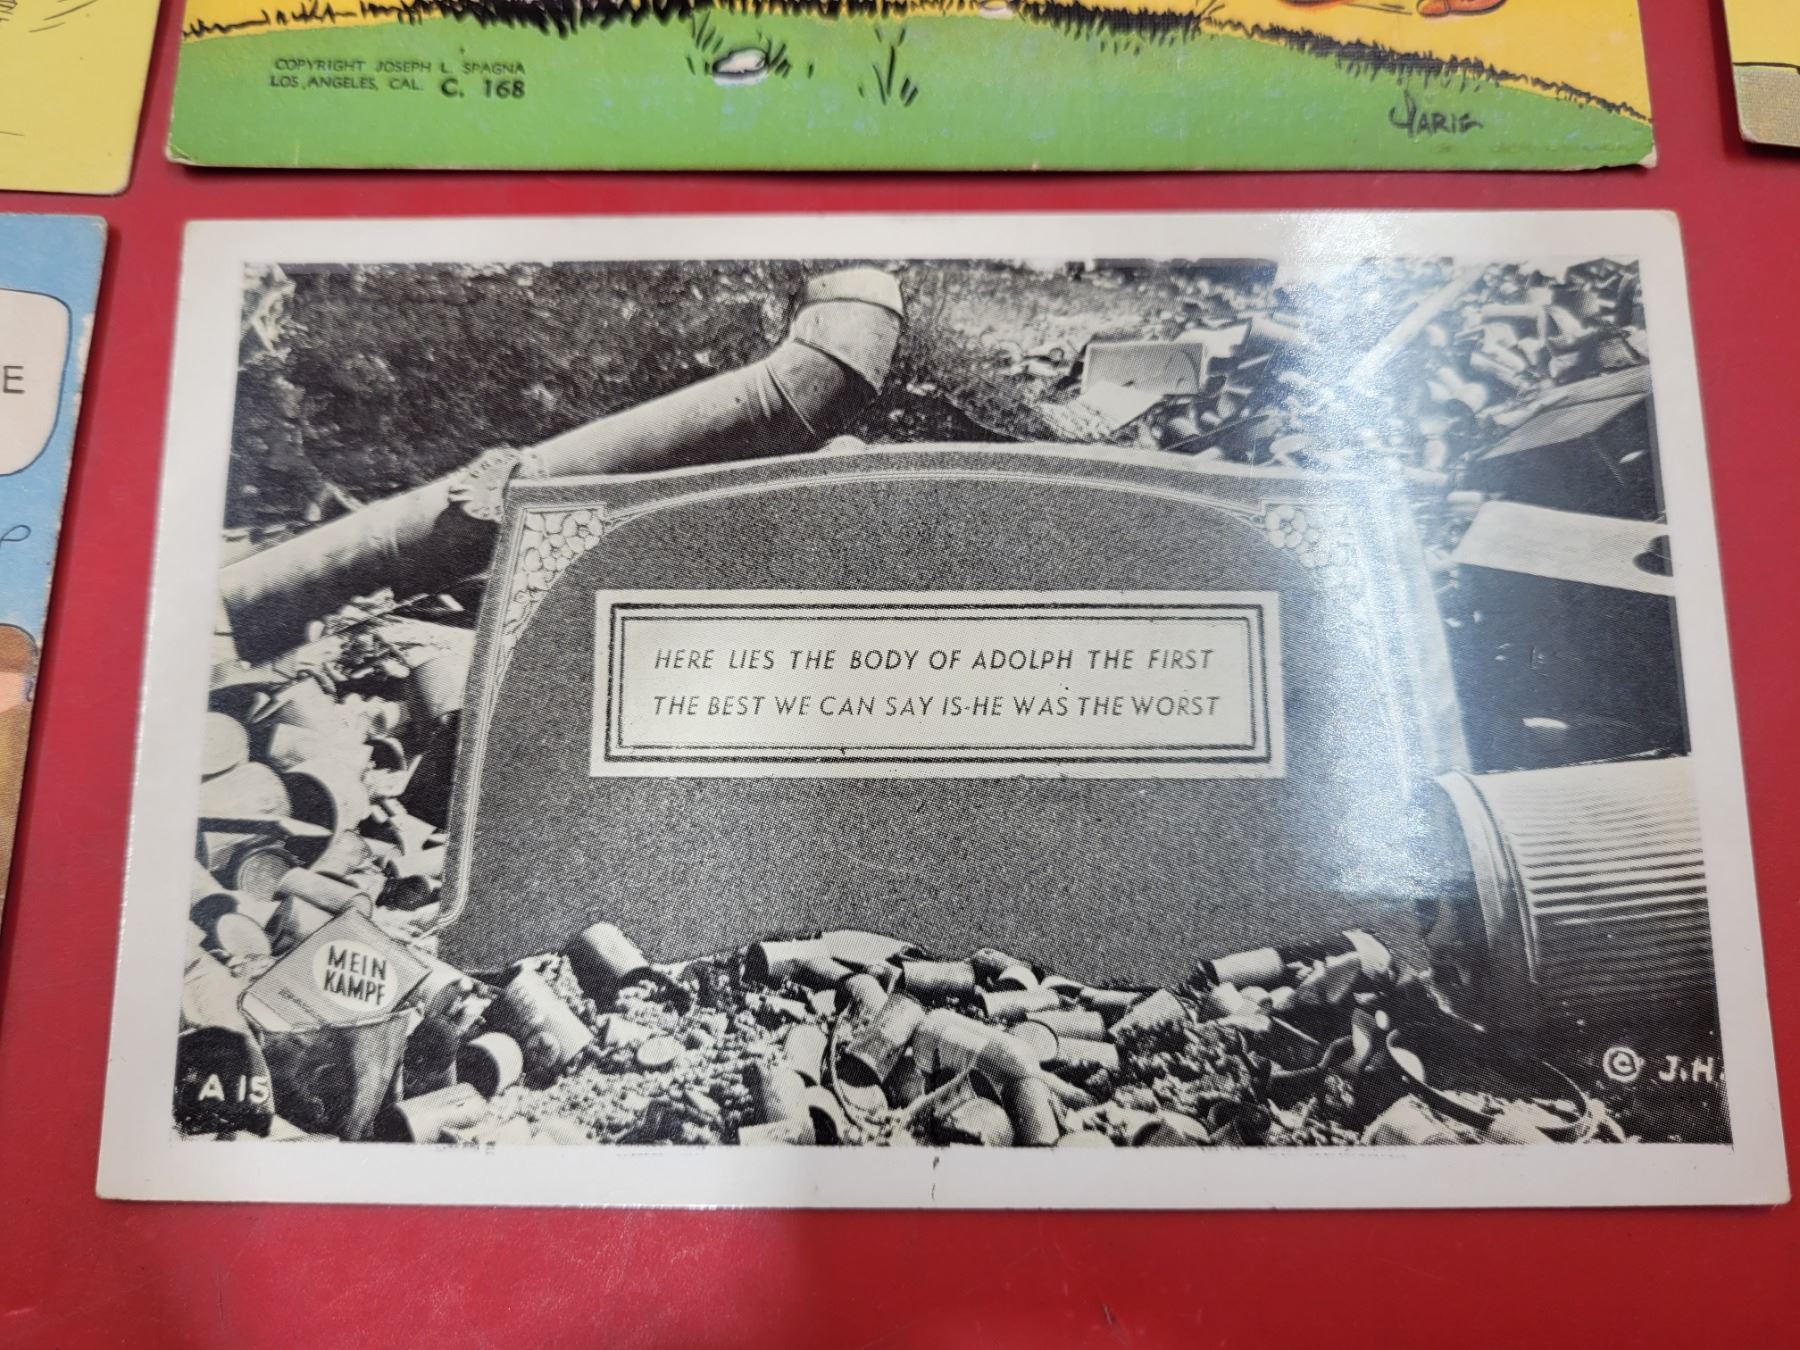 COPYRIGHT JOSEPH L. SPAGNA
LOS ANGELES, CAL. C. 168
E
HERE LIES THE BODY OF ADOLPH THE FIRST
THE BEST WE CAN SAY IS-HE WAS THE WORST
MEIN
KAMPF
A 15
© J.H.